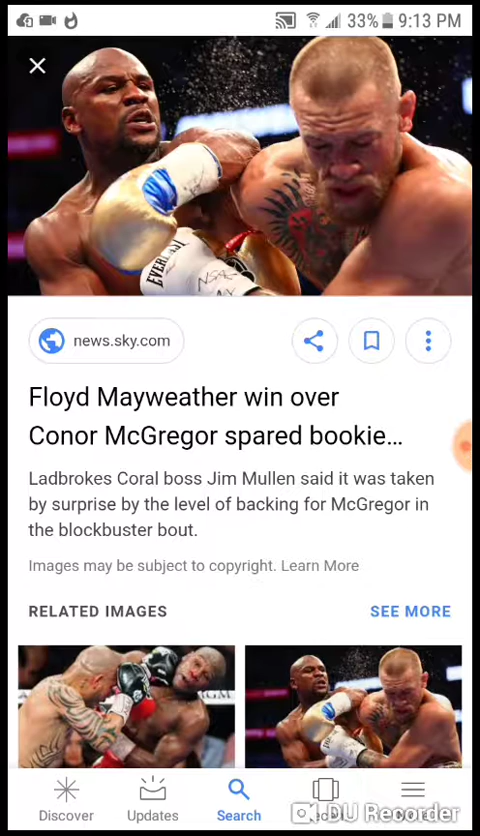 33% 9:13 PM
EVERLAST
news.sky.com
Floyd Mayweather win over
Conor McGregor spared bookie…
Ladbrokes Coral boss Jim Mullen said it was taken
by surprise by the level of backing for McGregor in
the blockbuster bout.
Images may be subject to copyright. Learn More
RELATED IMAGES
SEE MORE
Discover
Updates
Search
DU Recorder